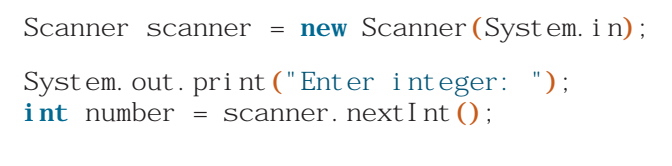 Scanner scanner = new Scanner(System.in);
System.out.print("Enter integer: ");
int number = scanner.nextInt();